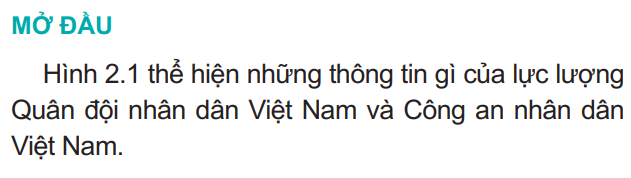 MỞ ĐẦU
Hình 2.1 thể hiện những thông tin gì của lực lượng
Quân đội nhân dân Việt Nam và Công an nhân dân
Việt Nam.